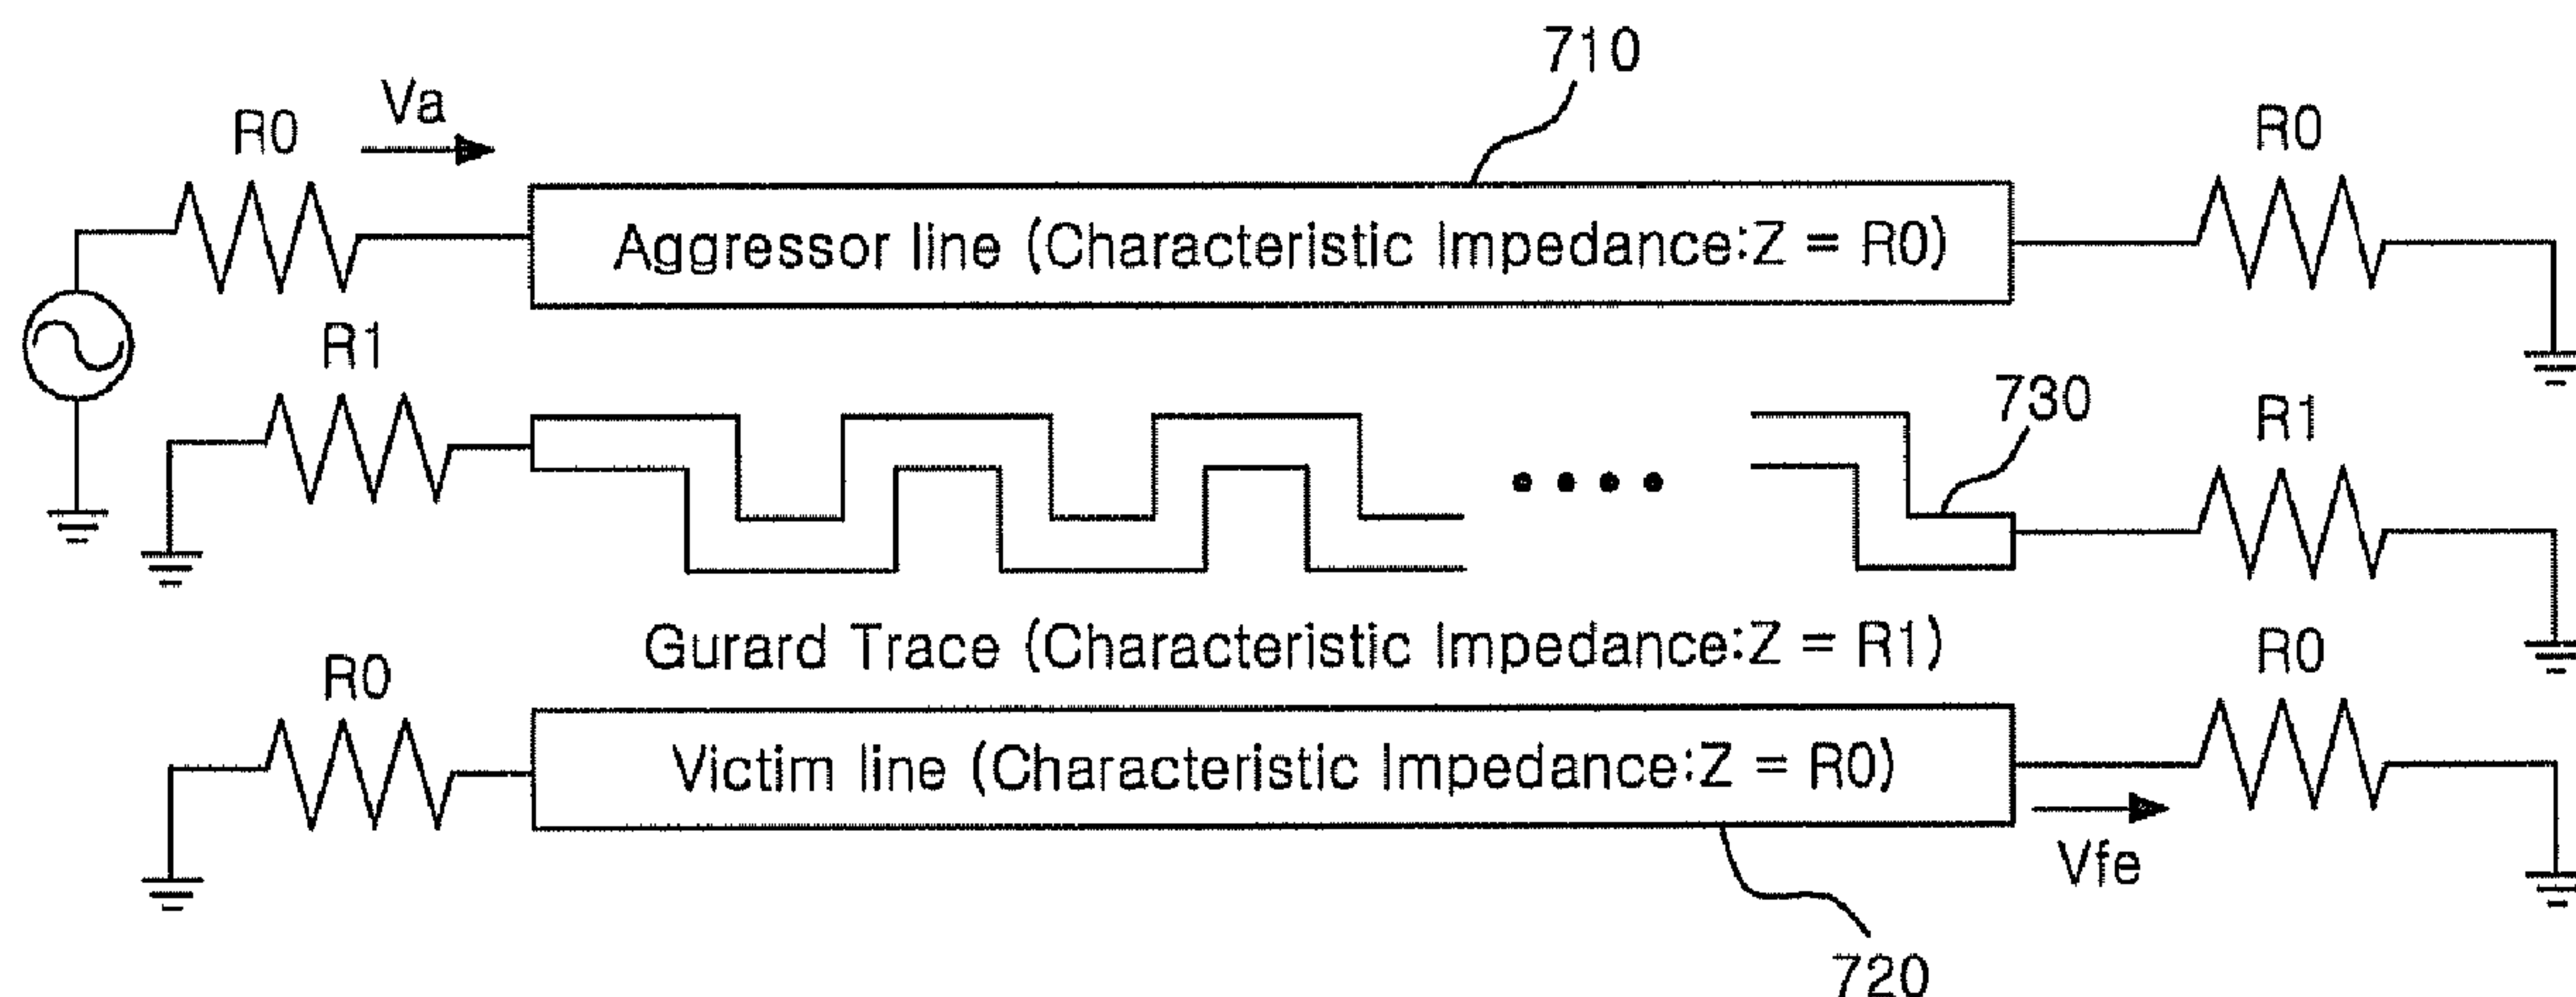 710
Va
R0
R0
Aggressor line (Characteristic Impedance:Z = R0)
R1
730
R1
Gurard Trace (Characteristic Impedance:Z = R1)
R0
R0
Victim line (Characteristic Impedance:Z = R0)
Vfe
720